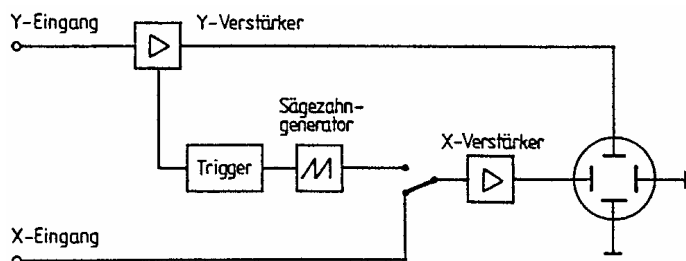 Y-Eingang
Y-Verstärker
Sägezahn-
generator
X-Verstärker
Trigger
X-Eingang